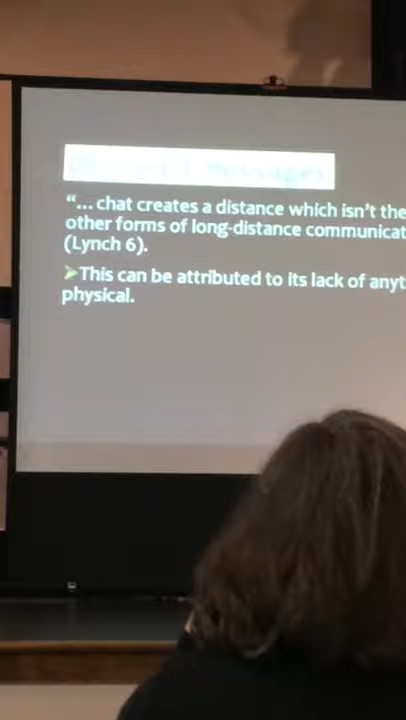 “... chat creates a distance which isn't the
other forms of long-distance communicat
(Lynch 6).
➤This can be attributed to its lack of anyt
physical.